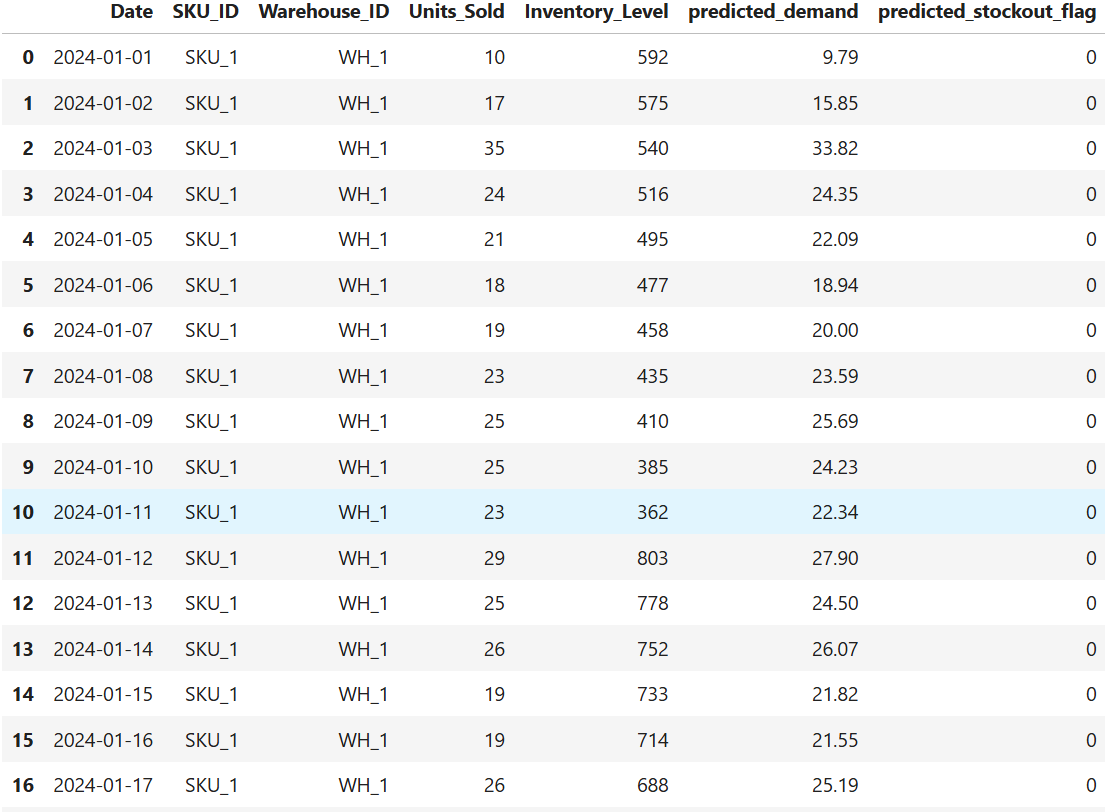 Date SKU_ID Warehouse_ID Units_Sold Inventory_Level predicted_demand predicted_stockout_flag
0 2024-01-01 SKU_1 WH_1 10 592 9.79 0
1 2024-01-02 SKU_1 WH_1 17 575 15.85 0
2 2024-01-03 SKU_1 WH_1 35 540 33.82 0
3 2024-01-04 SKU_1 WH_1 24 516 24.35 0
4 2024-01-05 SKU_1 WH_1 21 495 22.09 0
5 2024-01-06 SKU_1 WH_1 18 477 18.94 0
6 2024-01-07 SKU_1 WH_1 19 458 20.00 0
7 2024-01-08 SKU_1 WH_1 23 435 23.59 0
8 2024-01-09 SKU_1 WH_1 25 410 25.69 0
9 2024-01-10 SKU_1 WH_1 25 385 24.23 0
10 2024-01-11 SKU_1 WH_1 23 362 22.34 0
11 2024-01-12 SKU_1 WH_1 29 803 27.90 0
12 2024-01-13 SKU_1 WH_1 25 778 24.50 0
13 2024-01-14 SKU_1 WH_1 26 752 26.07 0
14 2024-01-15 SKU_1 WH_1 19 733 21.82 0
15 2024-01-16 SKU_1 WH_1 19 714 21.55 0
16 2024-01-17 SKU_1 WH_1 26 688 25.19 0